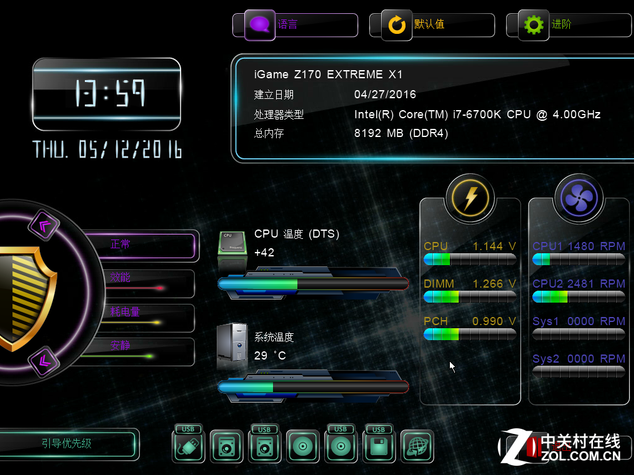 语言
默认值
进阶
13:59
THU. 05/12/2016
iGame Z170 EXTREME X1
建立日期 04/27/2016
处理器类型 Intel(R) Core(TM) i7-6700K CPU @ 4.00GHz
总内存 8192 MB (DDR4)
正常
效能
耗电量
安静
CPU
CPU 温度 (DTS)
+42
系统温度
29 °C
CPU 1.144 V
DIMM 1.266 V
PCH 0.990 V
CPU1 1480 RPM
CPU2 2481 RPM
Sys1 0000 RPM
Sys2 0000 RPM
引导优先级
USB
USB
USB
USB
中关村在线
ZOL.COM.CN